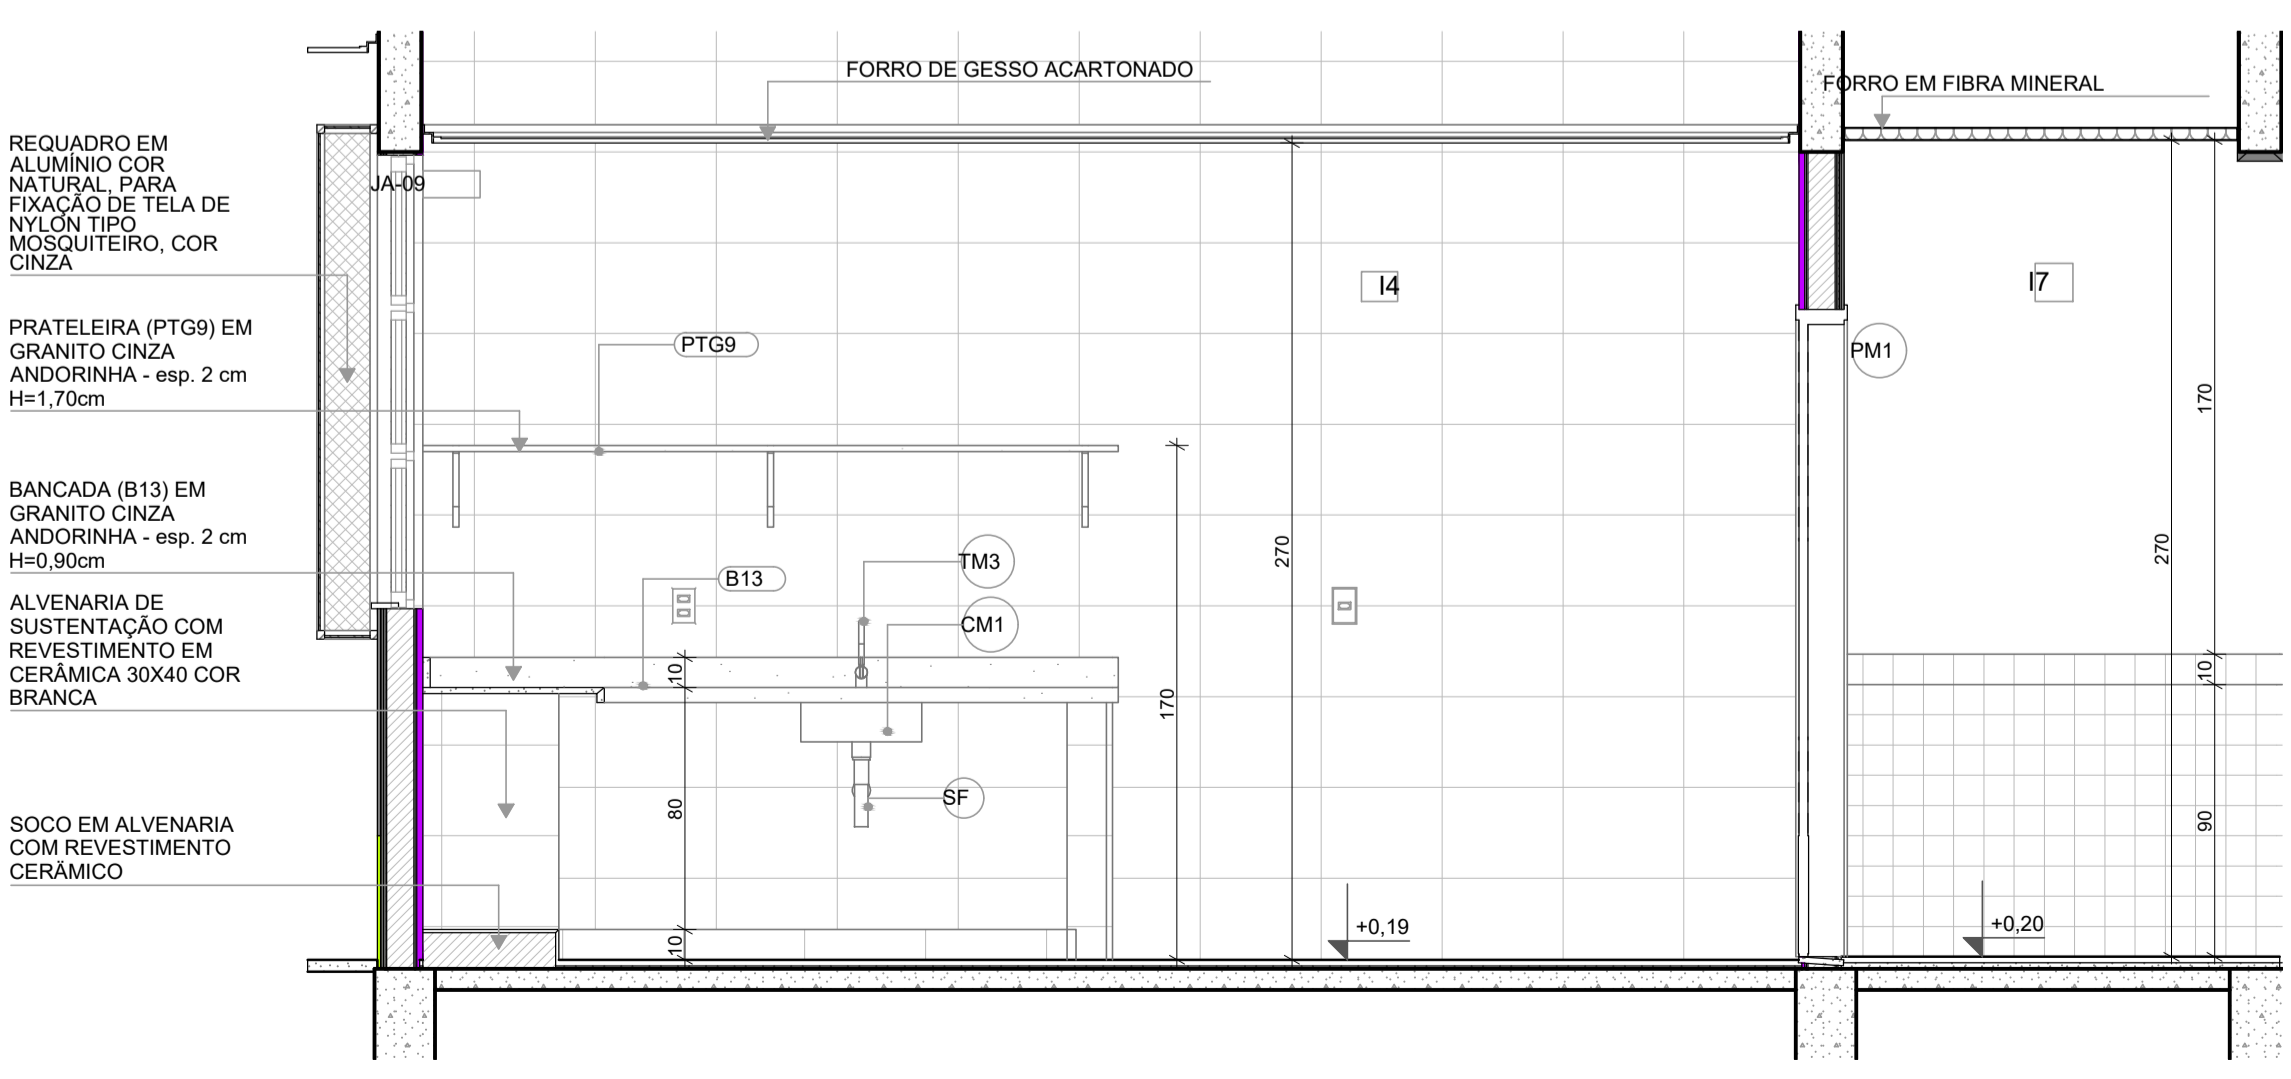 FORRO DE GESSO ACARTONADO
FORRO EM FIBRA MINERAL
REQUADRO EM
ALUMÍNIO COR
NATURAL, PARA
FIXAÇÃO DE TELA DE
NYLON TIPO
MOSQUITEIRO, COR
CINZA
JA-09
I4
I7
PRATELEIRA (PTG9) EM
GRANITO CINZA
ANDORINHA - esp. 2 cm
H=1,70cm
PTG9
PM1
170
BANCADA (B13) EM
GRANITO CINZA
ANDORINHA - esp. 2 cm
H=0,90cm
270
270
TM3
B13
CM1
ALVENARIA DE
SUSTENTAÇÃO COM
REVESTIMENTO EM
CERÂMICA 30X40 COR
BRANCA
10
10
170
80
SF
90
SOCO EM ALVENARIA
COM REVESTIMENTO
CERÄMICO
+0,19
+0,20
10